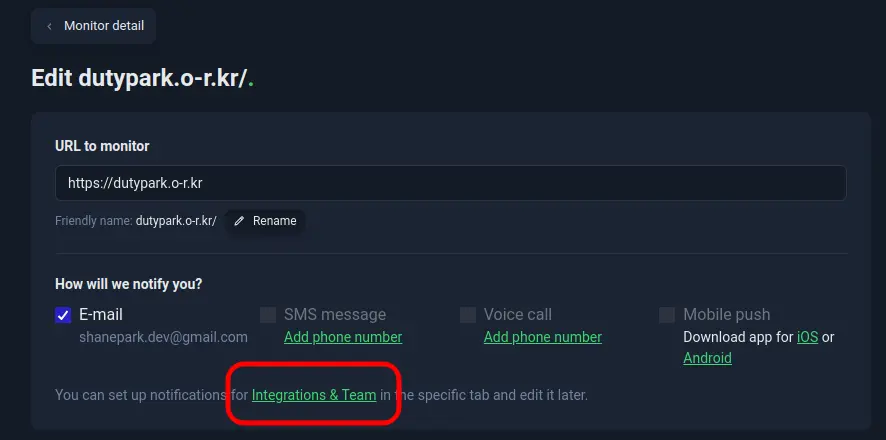 Monitor detail
Edit dutypark.o-r.kr/.
URL to monitor
https://dutypark.o-r.kr
Friendly name: dutypark.o-r.kr/ Rename
How will we notify you?
E-mail SMS message Voice call Mobile push
shanepark.dev@gmail.com Add phone number Add phone number Download app for iOS or
Android
You can set up notifications for Integrations & Team in the specific tab and edit it later.